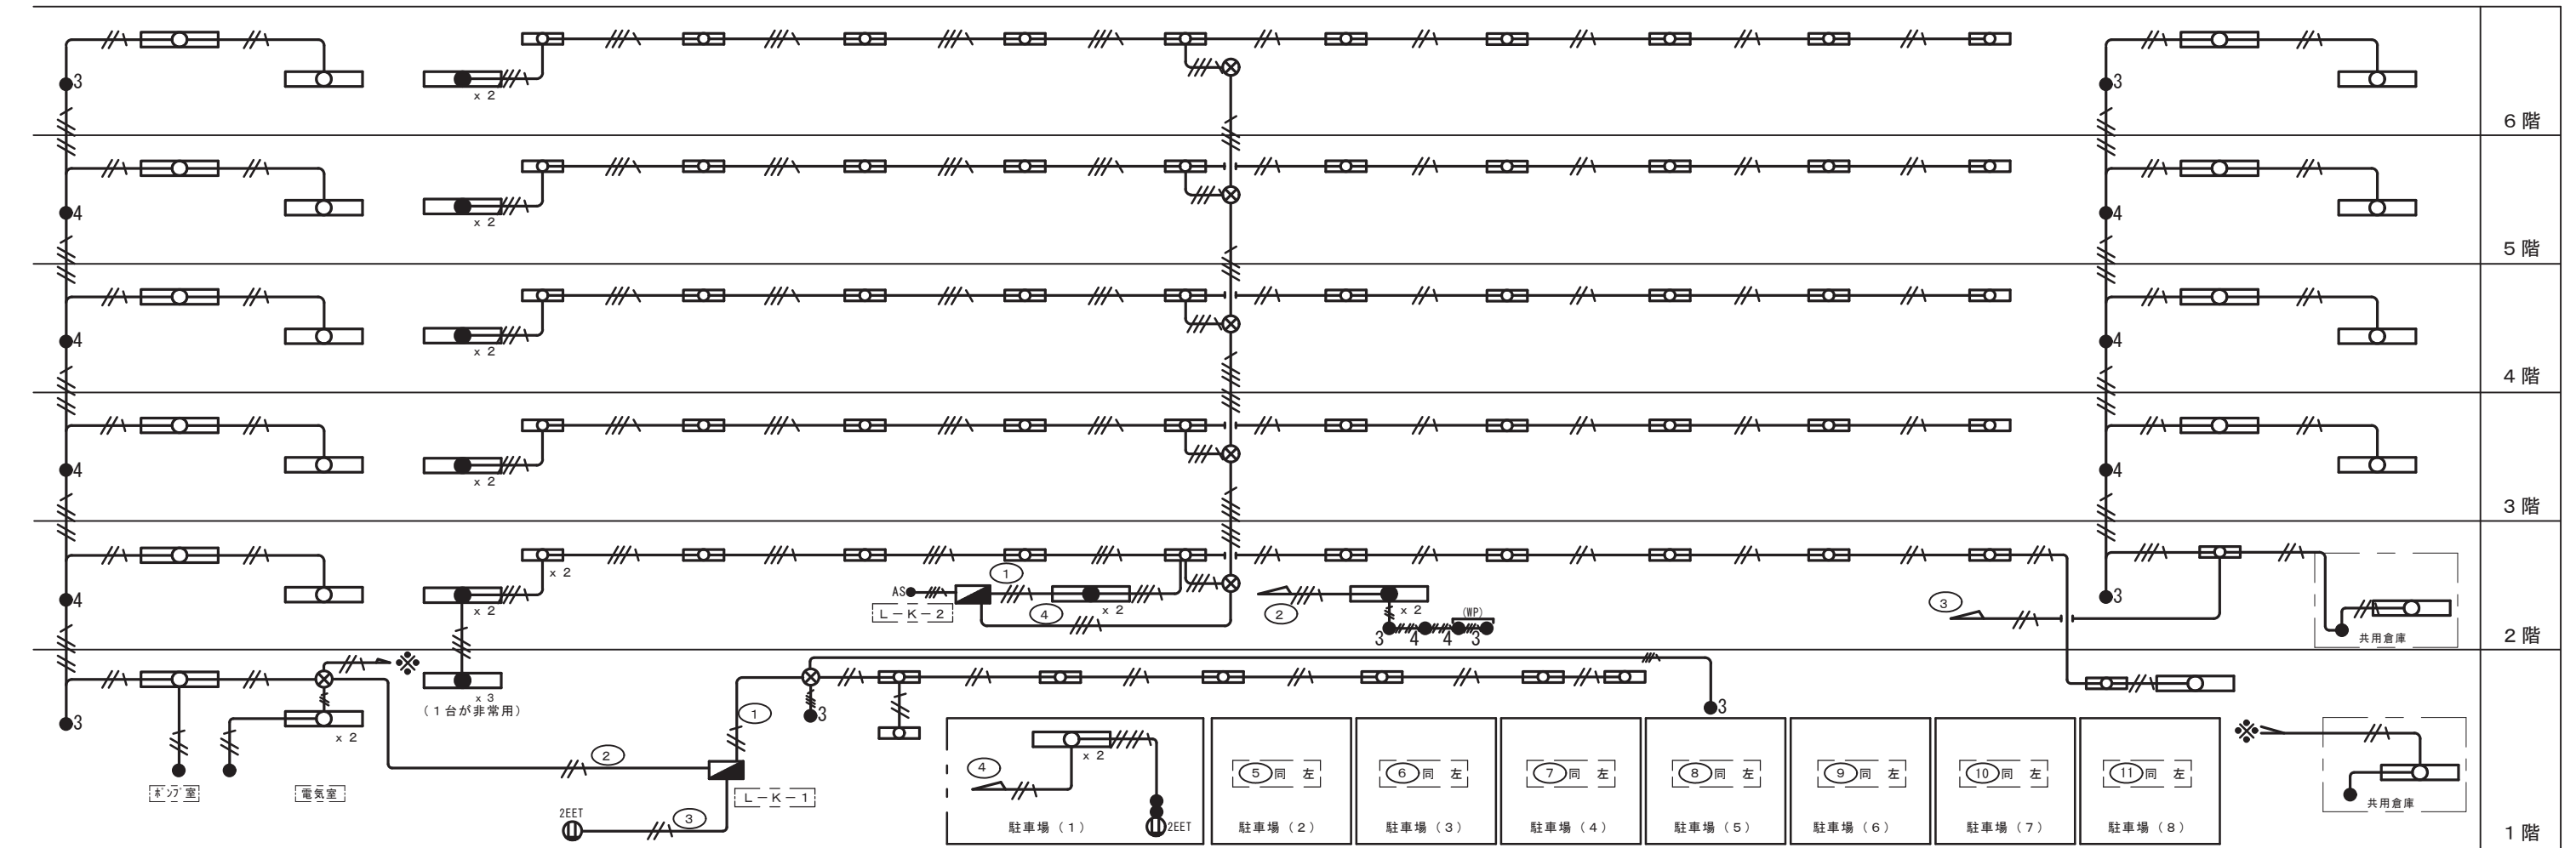 3
x 2
3
6階
4
x 2
4
5階
4
x 2
4
4階
4
x 2
4
3階
4
x 2
x 2
AS
L-K-2
1
4
x 2
2
x 2
(WP)
3 4 4 3
3
3
共用倉庫
2階
3
※
x 2
x 3
(1台が非常用)
ポンプ室
電気室
2
1
3
L-K-1
2EET
3
3
4
x 2
2EET
駐車場(1)
5 同 左
駐車場(2)
6 同 左
駐車場(3)
7 同 左
駐車場(4)
8 同 左
駐車場(5)
9 同 左
駐車場(6)
10 同 左
駐車場(7)
11 同 左
駐車場(8)
※
共用倉庫
1階